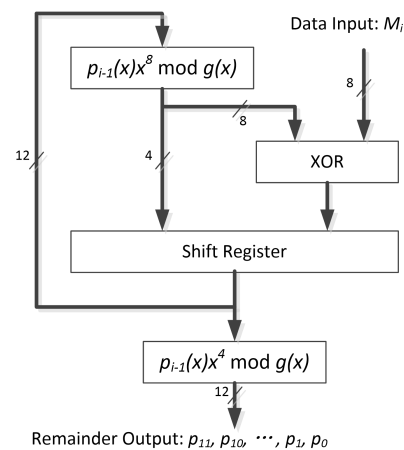 Data Input: Mi
pi-1(x)x8 mod g(x)
8
8
12
4
XOR
Shift Register
pi-1(x)x4 mod g(x)
12
Remainder Output: p11, p10, ⋯, p1, p0